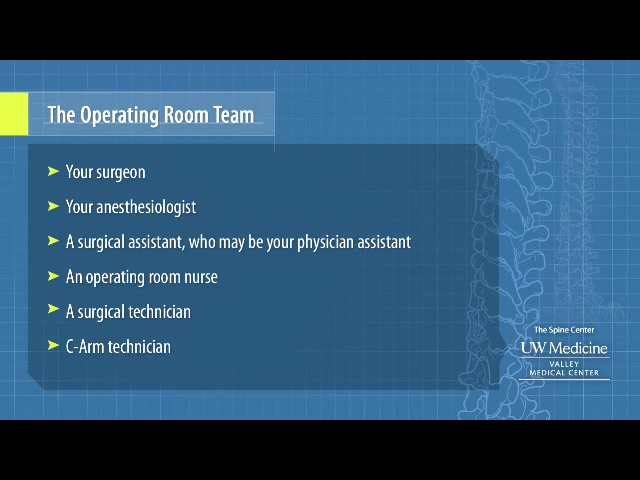 The Operating Room Team
Your surgeon
Your anesthesiologist
A surgical assistant, who may be your physician assistant
An operating room nurse
A surgical technician
C-Arm technician
The Spine Center
UW Medicine
VALLEY
MEDICAL CENTER